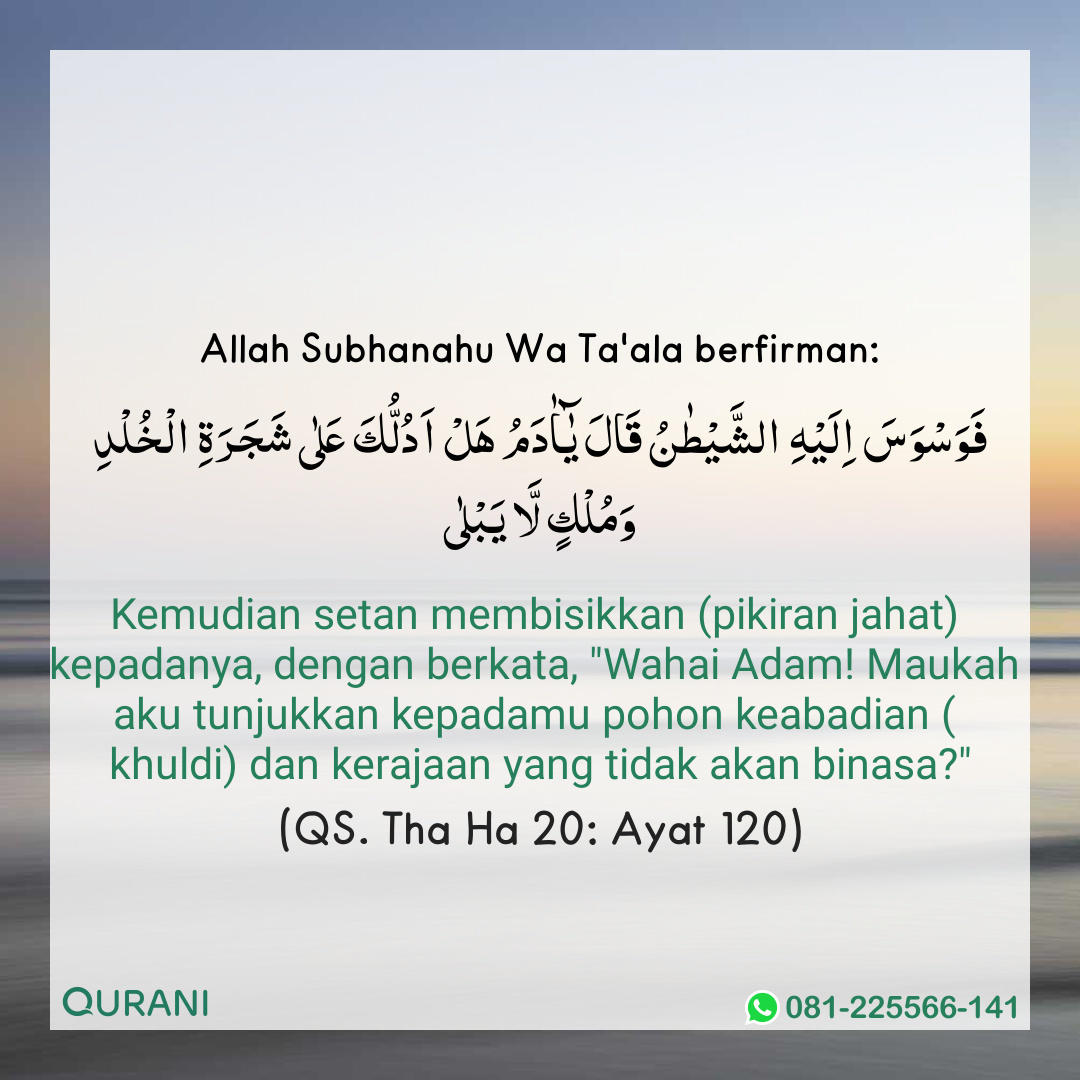 Allah Subhanahu Wa Ta'ala berfirman:
فَوَسْوَسَ اِلَيْهِ الشَّيْطٰنُ قَالَ يٰٓاٰدَمُ هَلْ اَدُلُّكَ عَلٰى شَجَرَةِ الْخُلْدِ
وَمُلْكٍ لَّا يَبْلٰى
Kemudian setan membisikkan (pikiran jahat)
kepadanya, dengan berkata, "Wahai Adam! Maukah
aku tunjukkan kepadamu pohon keabadian (
khuldi) dan kerajaan yang tidak akan binasa?"
(QS. Tha Ha 20: Ayat 120)
QURANI
081-225566-141